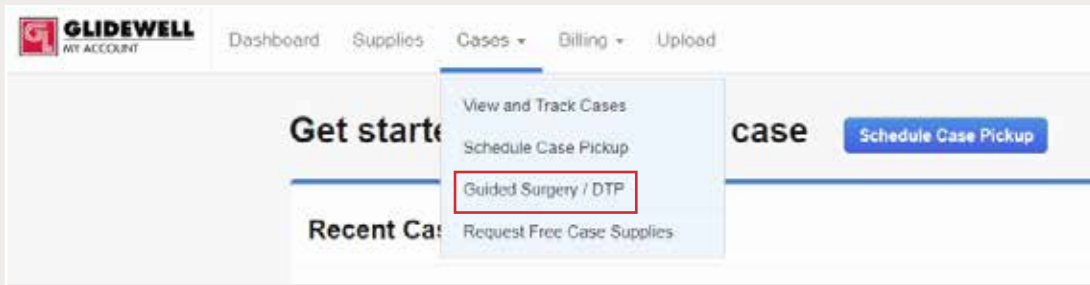 GLIDEWELL
MY ACCOUNT
Dashboard Supplies Cases Billing Upload
View and Track Cases
Schedule Case Pickup
Guided Surgery / DTP
Request Free Case Supplies
Get starte case Schedule Case Pickup
Recent Cas